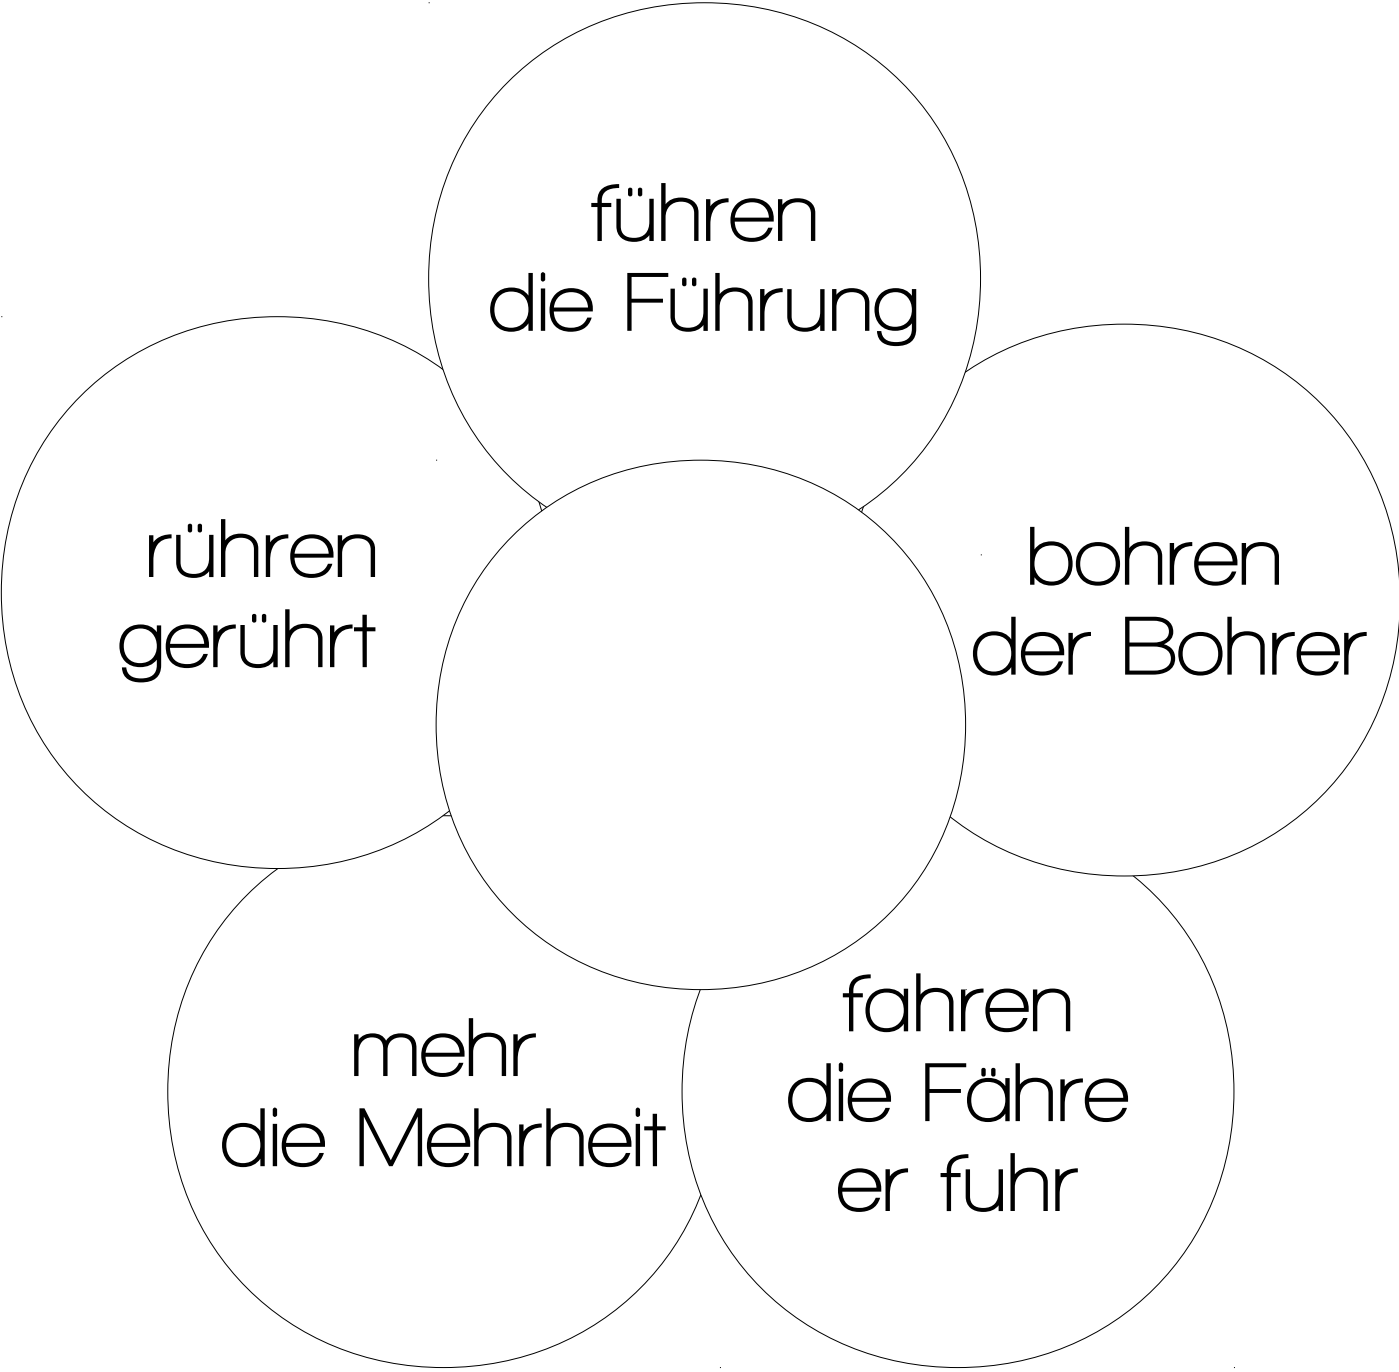 führen
die Führung
rühren
gerührt
bohren
der Bohrer
mehr
die Mehrheit
fahren
die Fähre
er fuhr